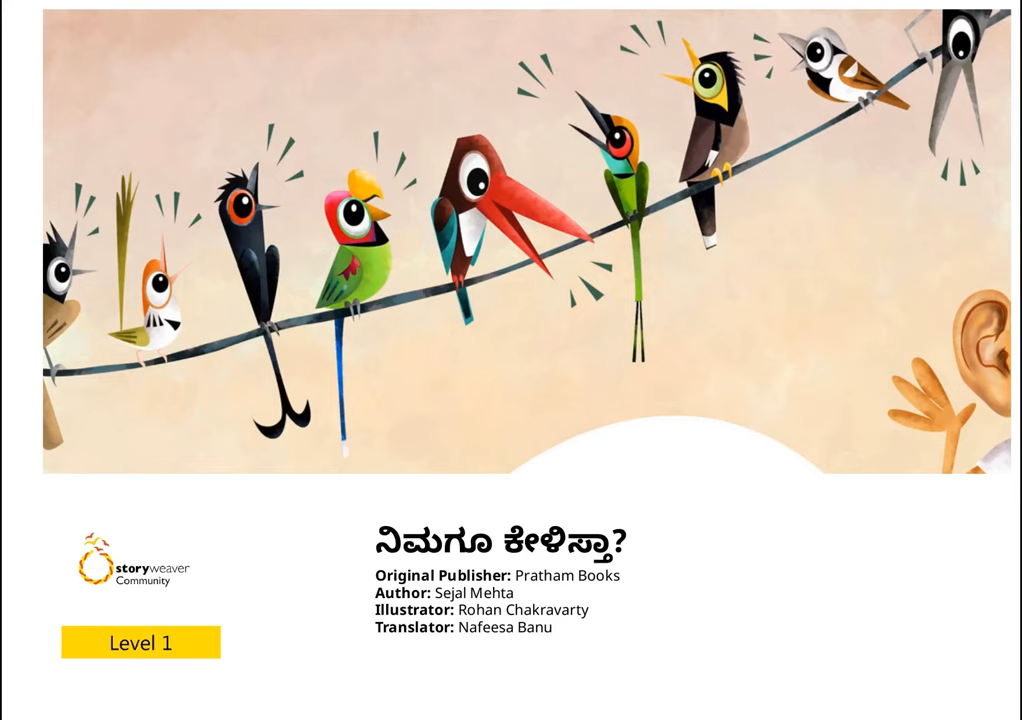 storyweaver
Community
Level 1
ನಿಮಗೂ ಕೇಳಿಸ್ತಾ?
Original Publisher: Pratham Books
Author: Sejal Mehta
Illustrator: Rohan Chakravarty
Translator: Nafeesa Banu